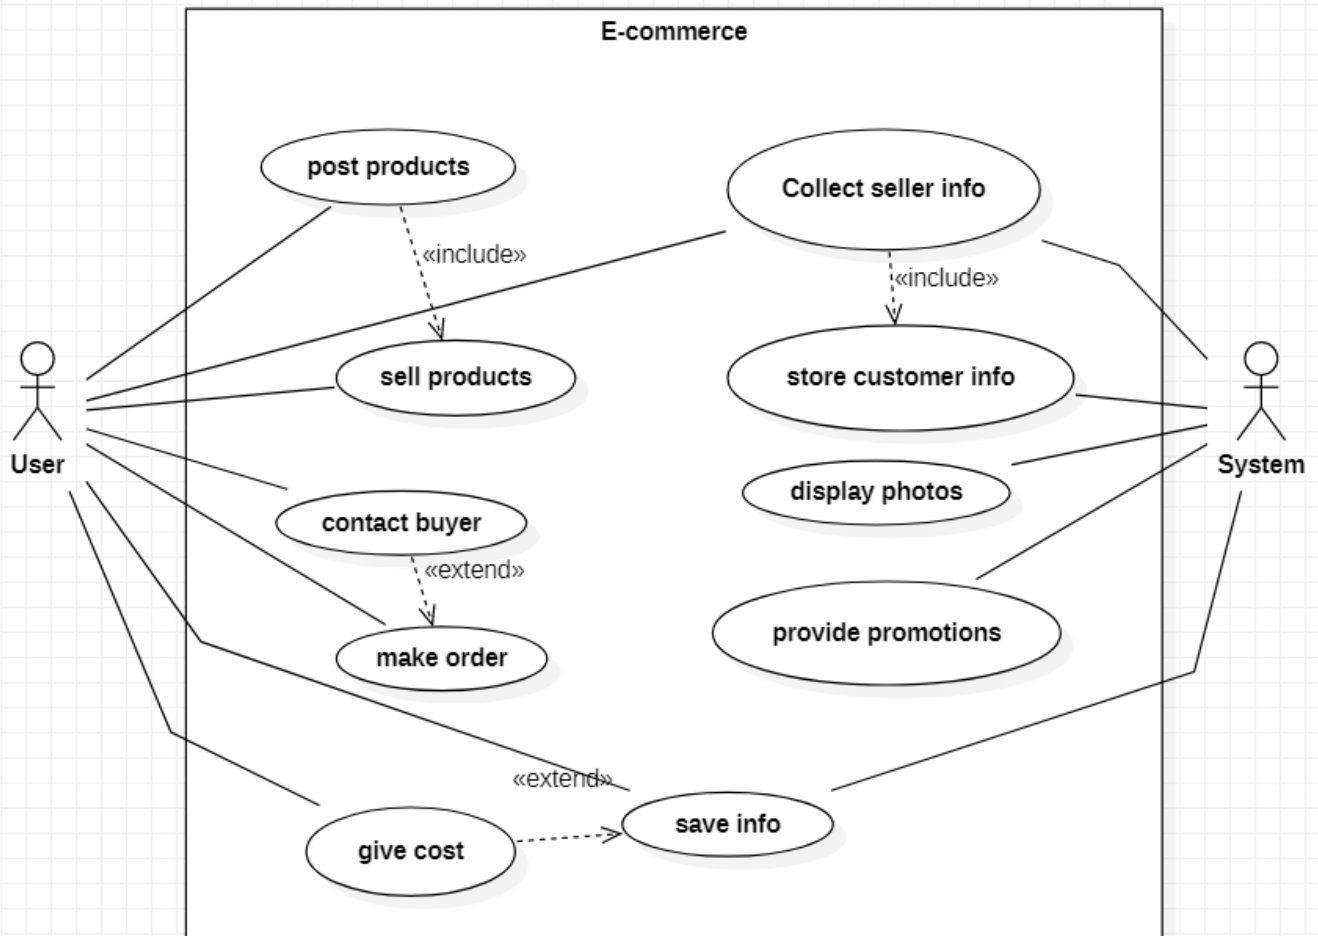 E-commerce
post products
Collect seller info
«include»
«include»
sell products
store customer info
User
System
display photos
contact buyer
«extend»
provide promotions
make order
«extend»
save info
give cost